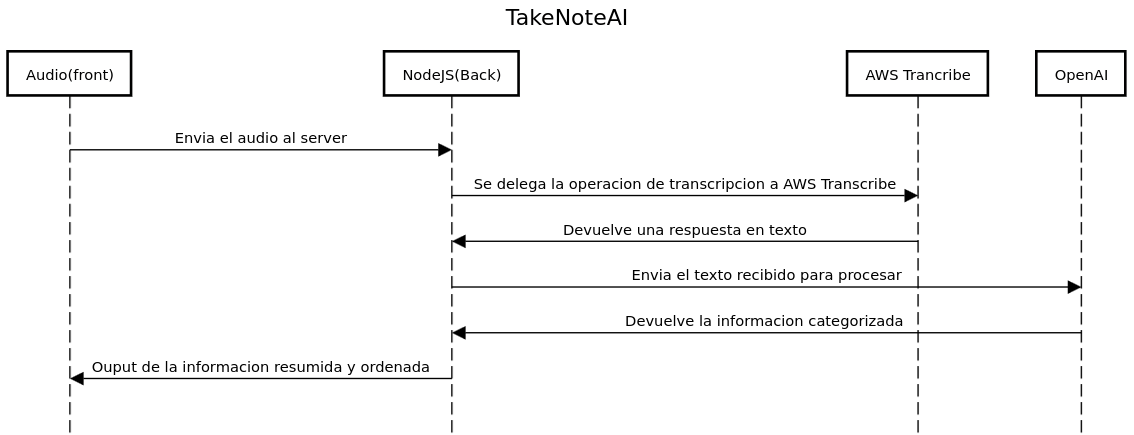 TakeNoteAI
Audio(front)
NodeJS(Back)
AWS Trancribe
OpenAI
Envia el audio al server
Se delega la operacion de transcripcion a AWS Transcribe
Devuelve una respuesta en texto
Envia el texto recibido para procesar
Devuelve la informacion categorizada
Ouput de la informacion resumida y ordenada